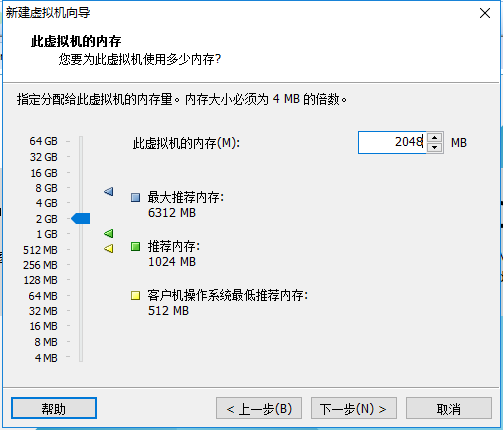 新建虚拟机向导
此虚拟机的内存
您要为此虚拟机使用多少内存?
指定分配给此虚拟机的内存量。内存大小必须为 4 MB 的倍数。
64 GB
32 GB
16 GB
8 GB
4 GB
2 GB
1 GB
512 MB
256 MB
128 MB
64 MB
32 MB
16 MB
8 MB
4 MB
此虚拟机的内存(M): 2048 MB
最大推荐内存:
6312 MB
推荐内存:
1024 MB
客户机操作系统最低推荐内存:
512 MB
帮助 < 上一步(B) 下一步(N) > 取消